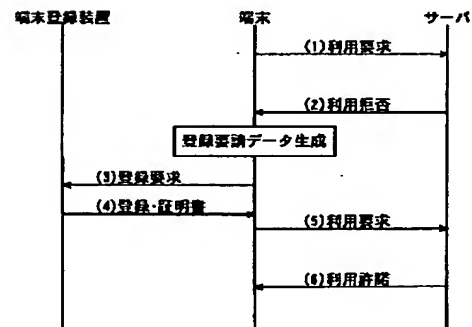 端末登録装置 端末 サーバ
(1)利用要求
(2)利用拒否
登録要請データ生成
(3)登録要求
(4)登録・証明書
(5)利用要求
(6)利用許諾